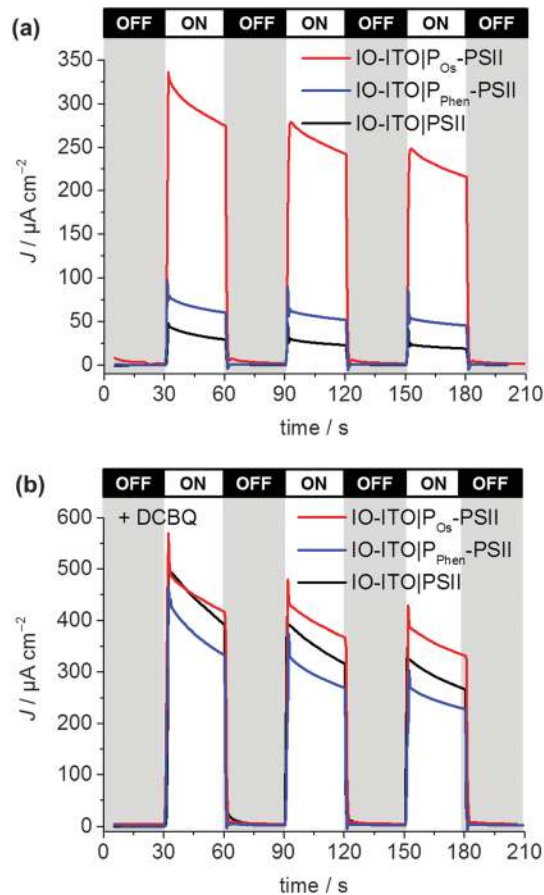 (a)
OFF ON OFF ON OFF ON OFF
350
300
250
200
150
100
50
0
J / µA cm⁻²
IO-ITO|P_Os-PSII
IO-ITO|P_Phen-PSII
IO-ITO|PSII
0 30 60 90 120 150 180 210
time / s
(b)
OFF ON OFF ON OFF ON OFF
600
500
400
300
200
100
0
J / µA cm⁻²
+ DCBQ
IO-ITO|P_Os-PSII
IO-ITO|P_Phen-PSII
IO-ITO|PSII
0 30 60 90 120 150 180 210
time / s